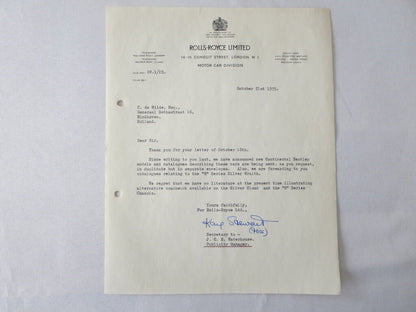 ROLLS-ROYCE LIMITED
14-15 CONDUIT STREET, LONDON, W.1
MOTOR CAR DIVISION
October 21st 1955.
Holland.
Dear Sir,
Thank you for your letter of October 18th.
Since writing to you last, we have announced new Continental Bentley
models and catalogues describing these cars are being sent, as you request,
in duplicate but in separate envelopes. Also, we are forwarding to you
catalogues relating to the "H" Series Silver Wraith.
We regret that we have no literature at the present time illustrating
alternative coachwork available on the Silver Cloud and the "S" Series
Chassis.
Yours faithfully,
For Rolls-Royce Ltd.,
Kay Stewart
Secretary to -
Publicity Manager.